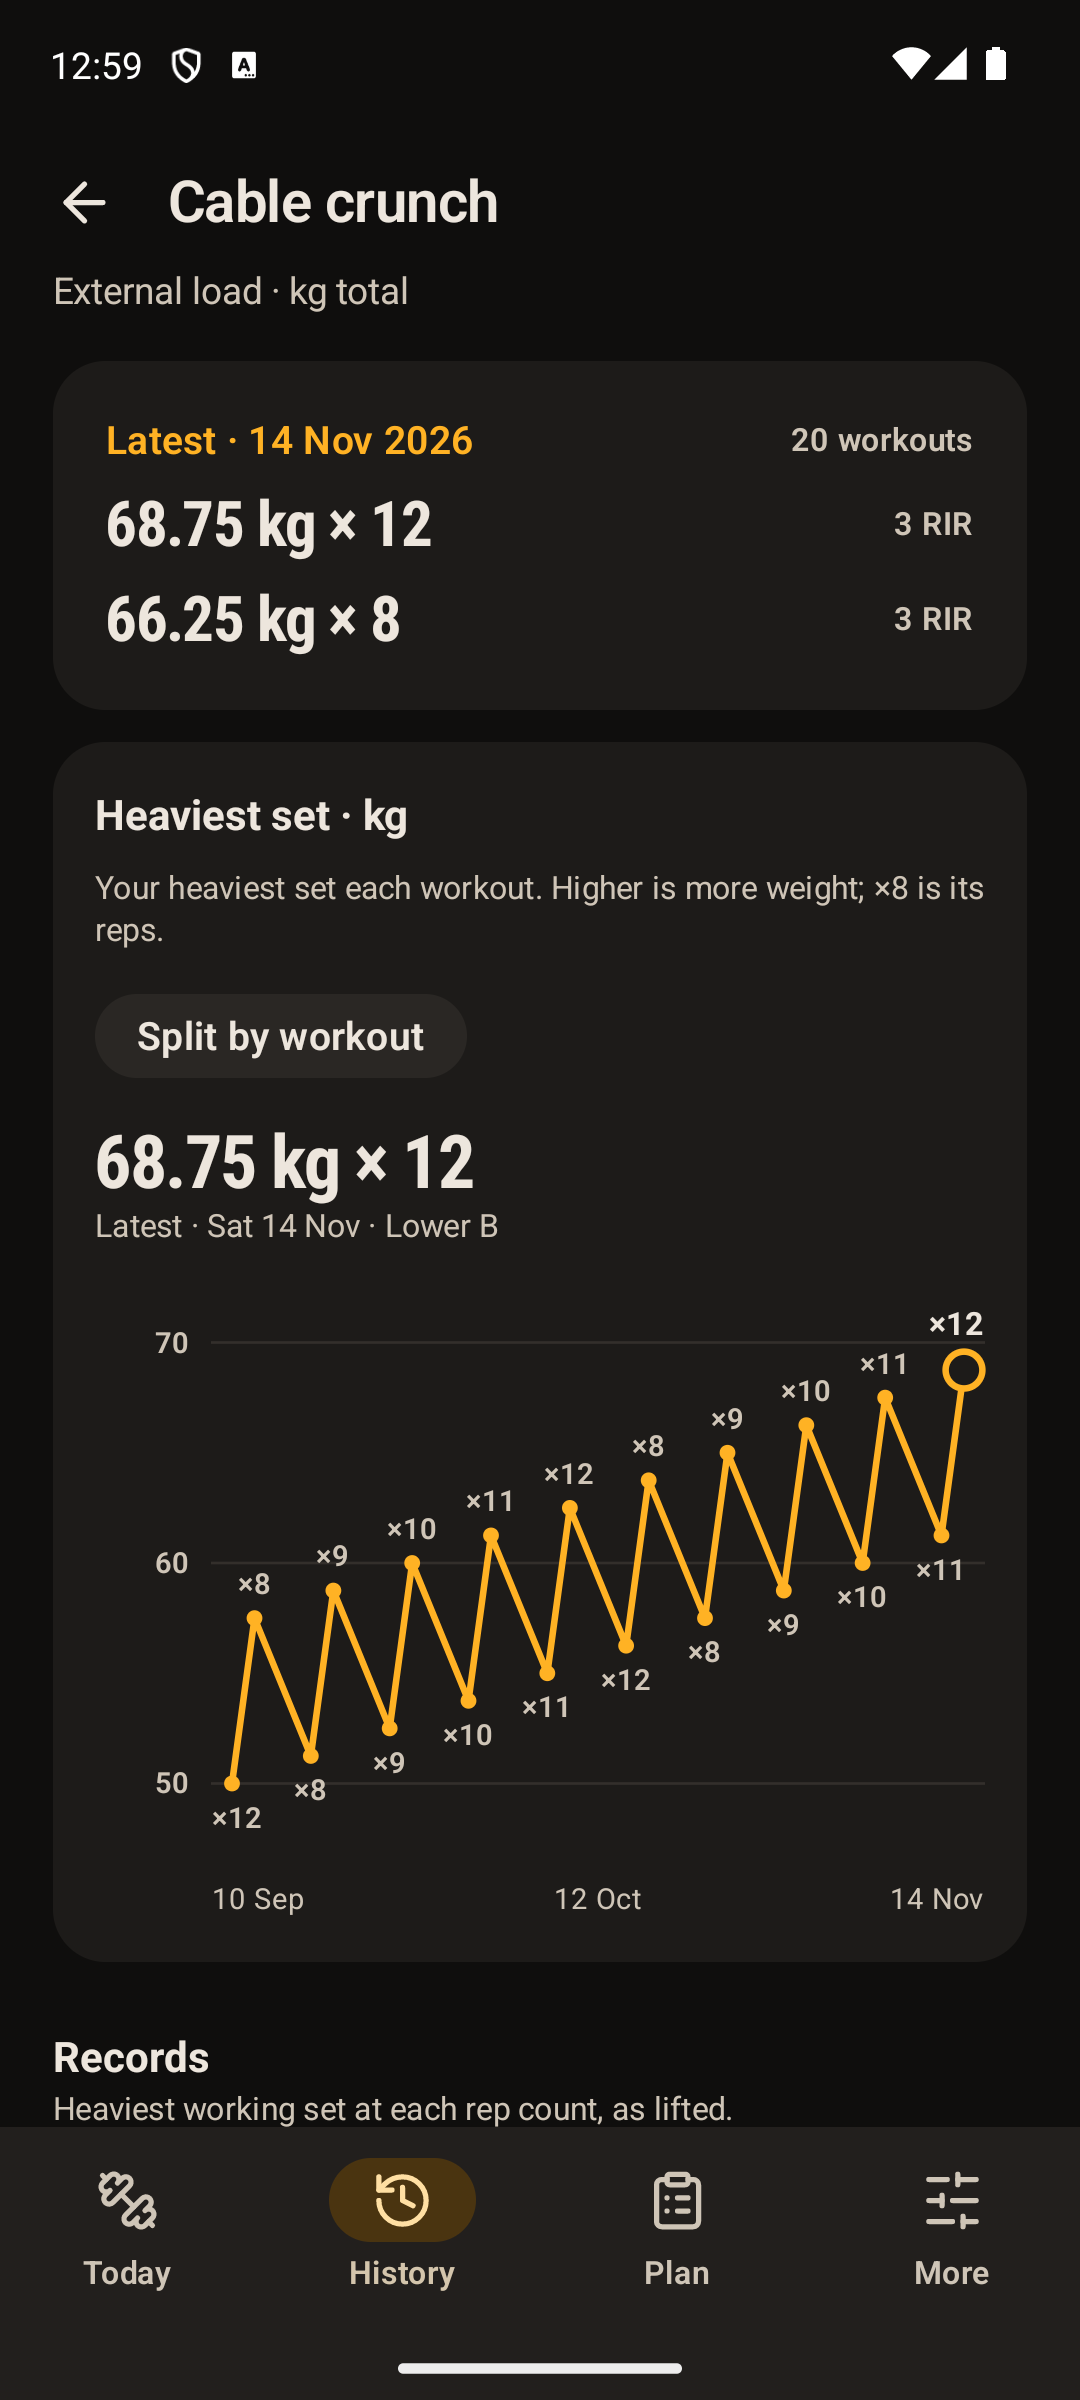 12:59
Cable crunch
External load · kg total
Latest · 14 Nov 2026
20 workouts
68.75 kg × 12
3 RIR
66.25 kg × 8
3 RIR
Heaviest set · kg
Your heaviest set each workout. Higher is more weight; ×8 is its
reps.
Split by workout
68.75 kg × 12
Latest · Sat 14 Nov · Lower B
70
60
50
×12
×8
×8
×9
×9
×10
×10
×11
×11
×12
×12
×8
×8
×9
×9
×10
×10
×11
×11
×12
10 Sep
12 Oct
14 Nov
Records
Heaviest working set at each rep count, as lifted.
Today
History
Plan
More